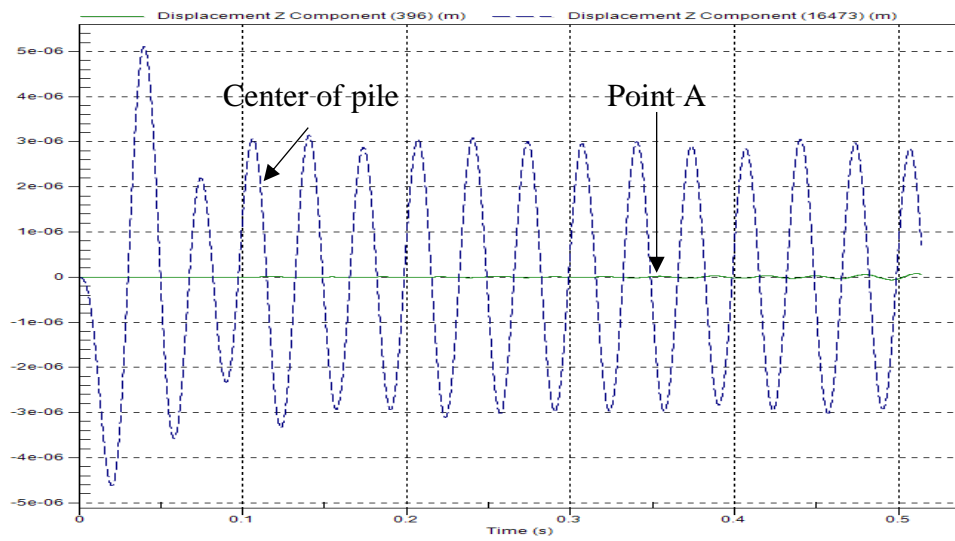 Displacement Z Component (396) (m) Displacement Z Component (16473) (m)
5e-06
4e-06
Center of pile Point A
3e-06
2e-06
1e-06
0
-1e-06
-2e-06
-3e-06
-4e-06
-5e-06
0 0.1 0.2 0.3 0.4 0.5
Time (s)